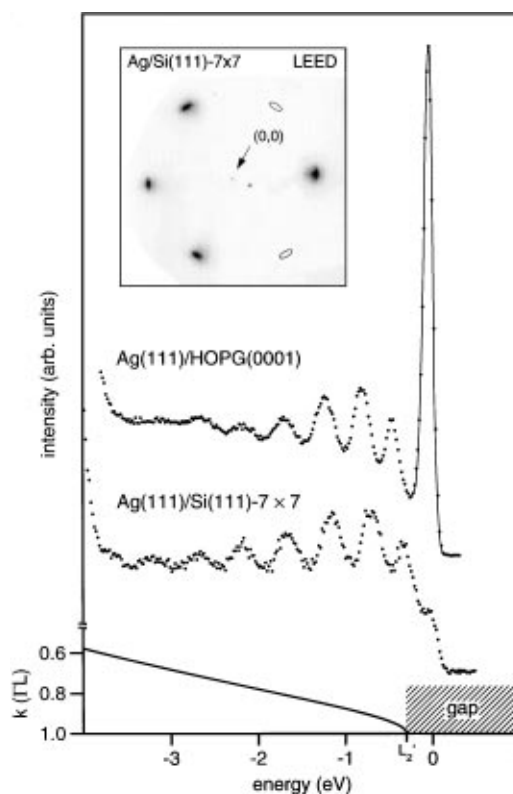 Ag/Si(111)-7x7 LEED
(0,0)
intensity (arb. units)
Ag(111)/HOPG(0001)
Ag(111)/Si(111)-7 × 7
k (ΓL)
0.6
0.8
1.0
gap
-3 -2 -1 L₂' 0
energy (eV)